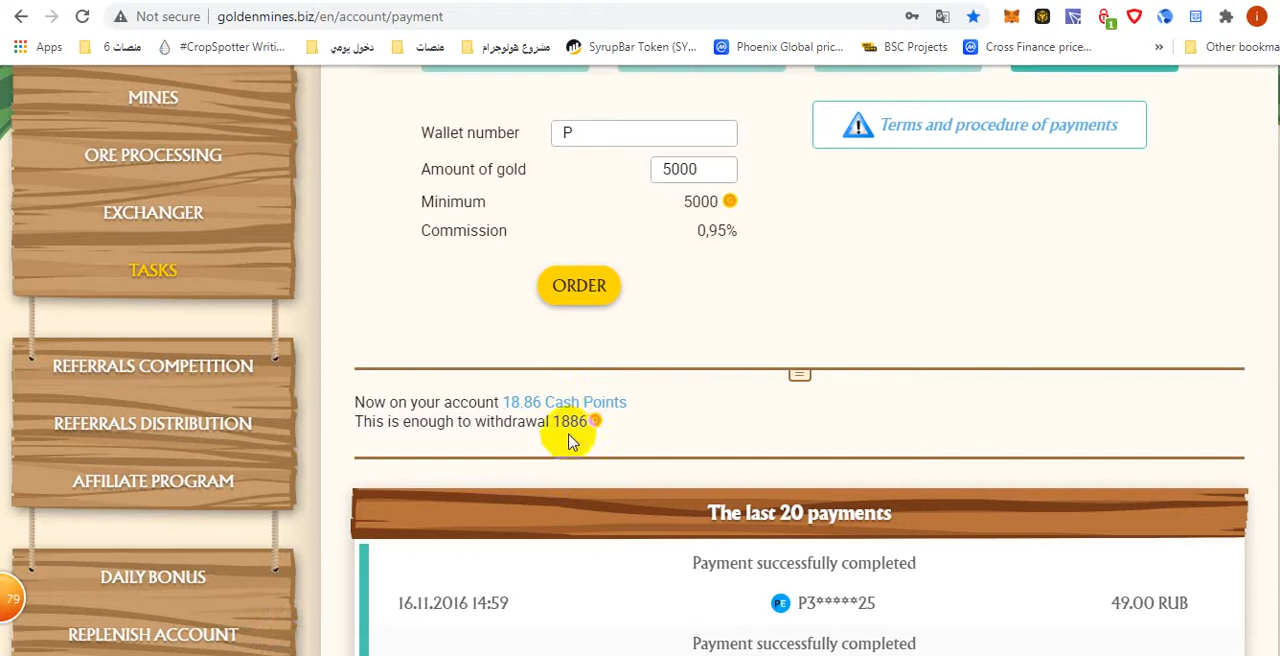 Not secure | goldenmines.biz/en/account/payment
Apps منصات 6 #CropSpotter Writi... دخول يومي منصات مشروع هولوجرام SyrupBar Token (SY... Phoenix Global pric... BSC Projects Cross Finance price... » Other bookma
MINES
ORE PROCESSING
EXCHANGER
TASKS
REFERRALS COMPETITION
REFERRALS DISTRIBUTION
AFFILIATE PROGRAM
DAILY BONUS
REPLENISH ACCOUNT
79
Wallet number P
Terms and procedure of payments
Amount of gold 5000
Minimum 5000
Commission 0,95%
ORDER
Now on your account 18.86 Cash Points
This is enough to withdrawal 1886
The last 20 payments
Payment successfully completed
16.11.2016 14:59 P3*****25 49.00 RUB
Payment successfully completed